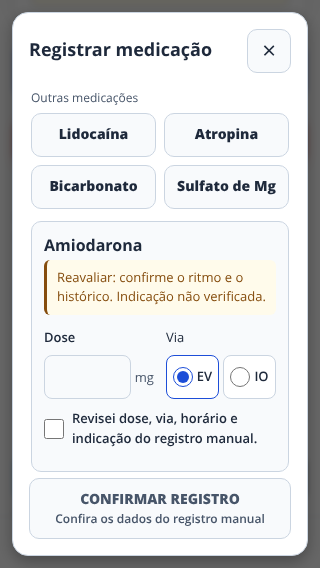 Registrar medicação
×
Outras medicações
Lidocaína
Atropina
Bicarbonato
Sulfato de Mg
Amiodarona
Reavaliar: confirme o ritmo e o
histórico. Indicação não verificada.
Dose
Via
mg
EV
IO
Revisei dose, via, horário e
indicação do registro manual.
CONFIRMAR REGISTRO
Confira os dados do registro manual